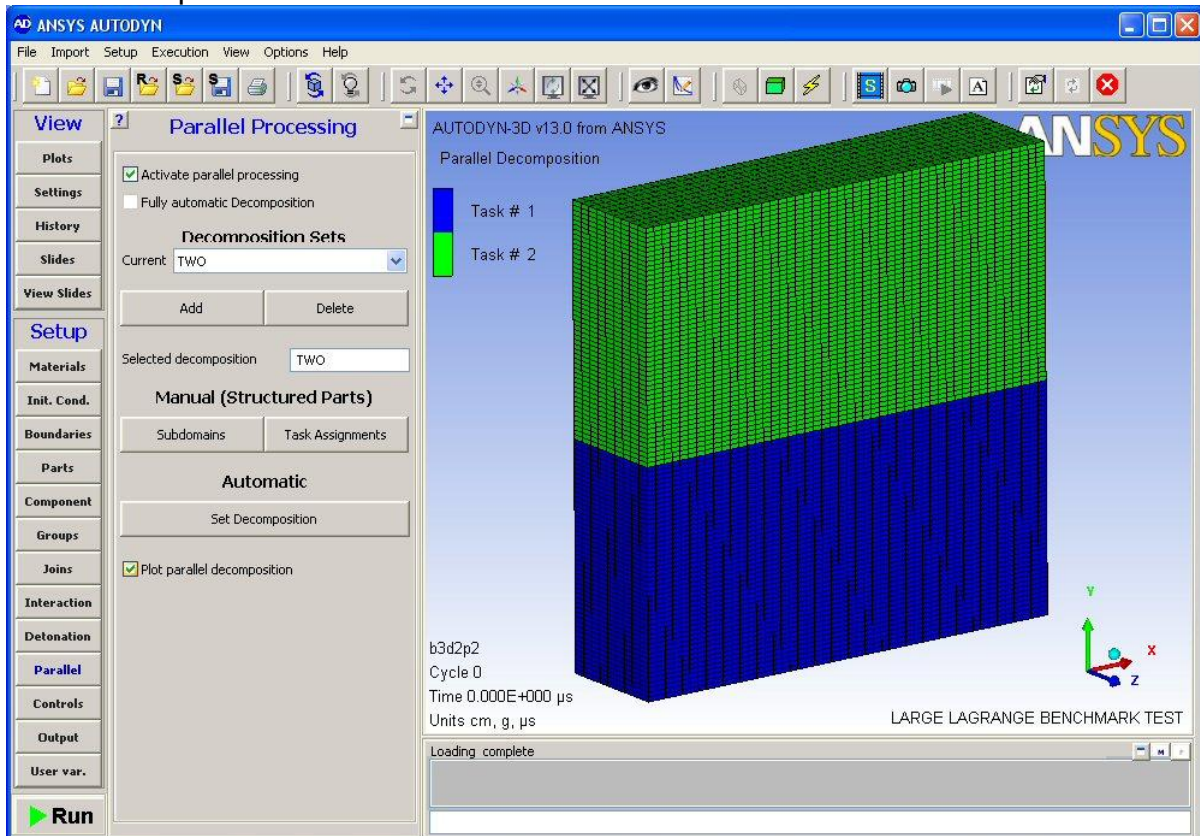 ANSYS AUTODYN
File Import Setup Execution View Options Help
View
Plots
Settings
History
Slides
View Slides
Setup
Materials
Init. Cond.
Boundaries
Parts
Component
Groups
Joins
Interaction
Detonation
Parallel
Controls
Output
User var.
Run
? Parallel Processing
Activate parallel processing
Fully automatic Decomposition
Decomposition Sets
Current TWO
Add Delete
Selected decomposition TWO
Manual (Structured Parts)
Subdomains Task Assignments
Automatic
Set Decomposition
Plot parallel decomposition
AUTODYN-3D v13.0 from ANSYS
Parallel Decomposition
ANSYS
Task # 1
Task # 2
Y
X
Z
b3d2p2
Cycle 0
Time 0.000E+000 µs
Units cm, g, µs
LARGE LAGRANGE BENCHMARK TEST
Loading complete